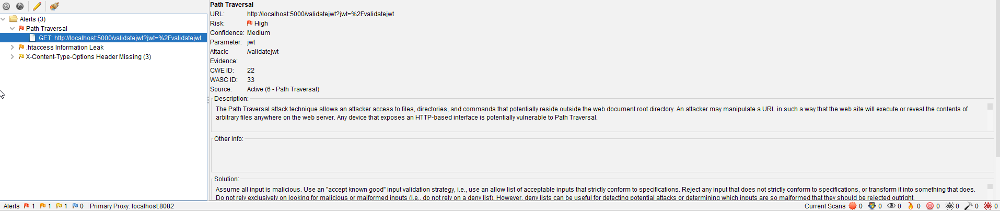 Alerts (3)
Path Traversal
GET: http://localhost:5000/validatejwt?jwt=%2Fvalidatejwt
.htaccess Information Leak
X-Content-Type-Options Header Missing (3)
Path Traversal
URL: http://localhost:5000/validatejwt?jwt=%2Fvalidatejwt
Risk: High
Confidence: Medium
Parameter: jwt
Attack: /validatejwt
Evidence:
CWE ID: 22
WASC ID: 33
Source: Active (6 - Path Traversal)
Description:
The Path Traversal attack technique allows an attacker access to files, directories, and commands that potentially reside outside the web document root directory. An attacker may manipulate a URL in such a way that the web site will execute or reveal the contents of
arbitrary files anywhere on the web server. Any device that exposes an HTTP-based interface is potentially vulnerable to Path Traversal.
Other Info:
Solution:
Assume all input is malicious. Use an "accept known good" input validation strategy, i.e., use an allow list of acceptable inputs that strictly conform to specifications. Reject any input that does not strictly conform to specifications, or transform it into something that does.
Do not rely exclusively on looking for malicious or malformed inputs (i.e., do not rely on a deny list). However, deny lists can be useful for detecting potential attacks or determining which inputs are so malformed that they should be rejected outright.
Alerts 1 1 1 0 Primary Proxy: localhost:8082 Current Scans 0 0 0 0 0 0 0 0